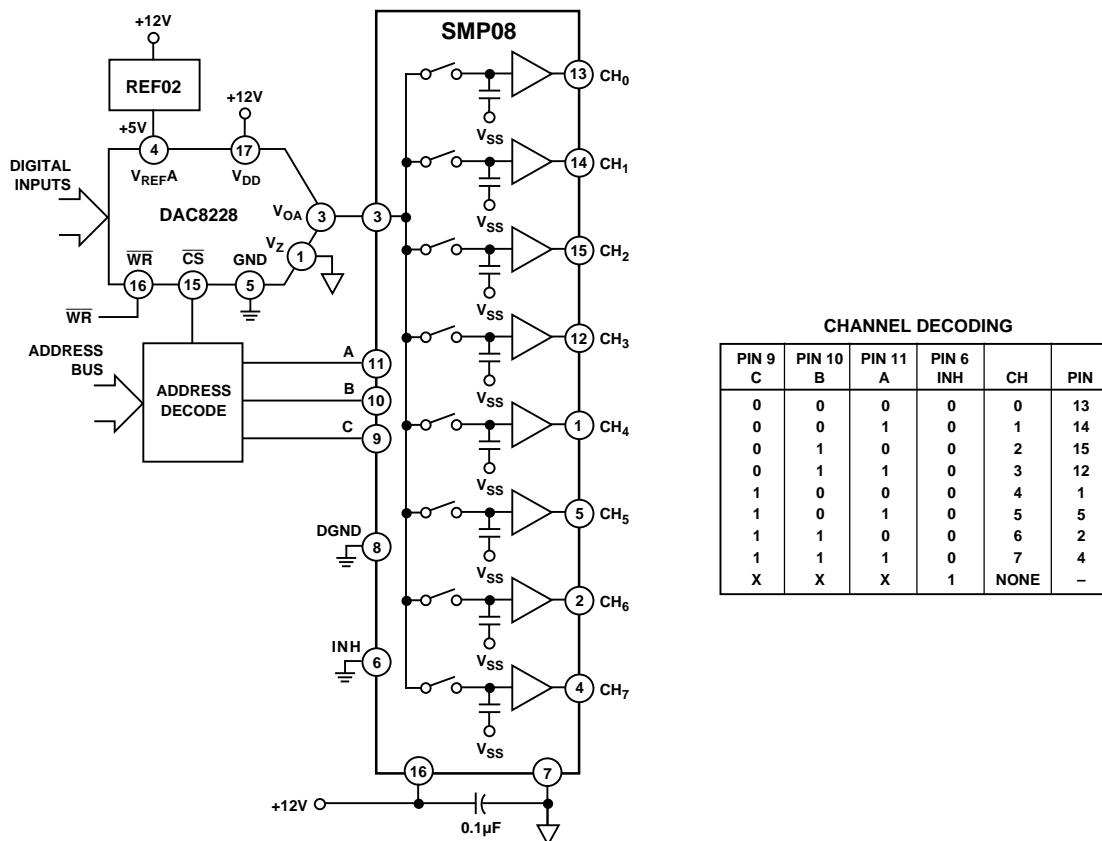 +12V
REF02
+5V
+12V
4
17
DIGITAL
INPUTS
VREFA
VDD
DAC8228
VOA
3
VZ
1
WR
CS
GND
16
15
5
WR
ADDRESS
BUS
ADDRESS
DECODE
A
11
B
10
C
9
DGND
8
INH
6
SMP08
3
13 CH0
VSS
14 CH1
VSS
15 CH2
VSS
12 CH3
VSS
1 CH4
VSS
5 CH5
VSS
2 CH6
VSS
4 CH7
VSS
16
7
+12V
0.1µF
CHANNEL DECODING
PIN 9 PIN 10 PIN 11 PIN 6
C B A INH CH PIN
0 0 0 0 0 13
0 0 1 0 1 14
0 1 0 0 2 15
0 1 1 0 3 12
1 0 0 0 4 1
1 0 1 0 5 5
1 1 0 0 6 2
1 1 1 0 7 4
X X X 1 NONE –